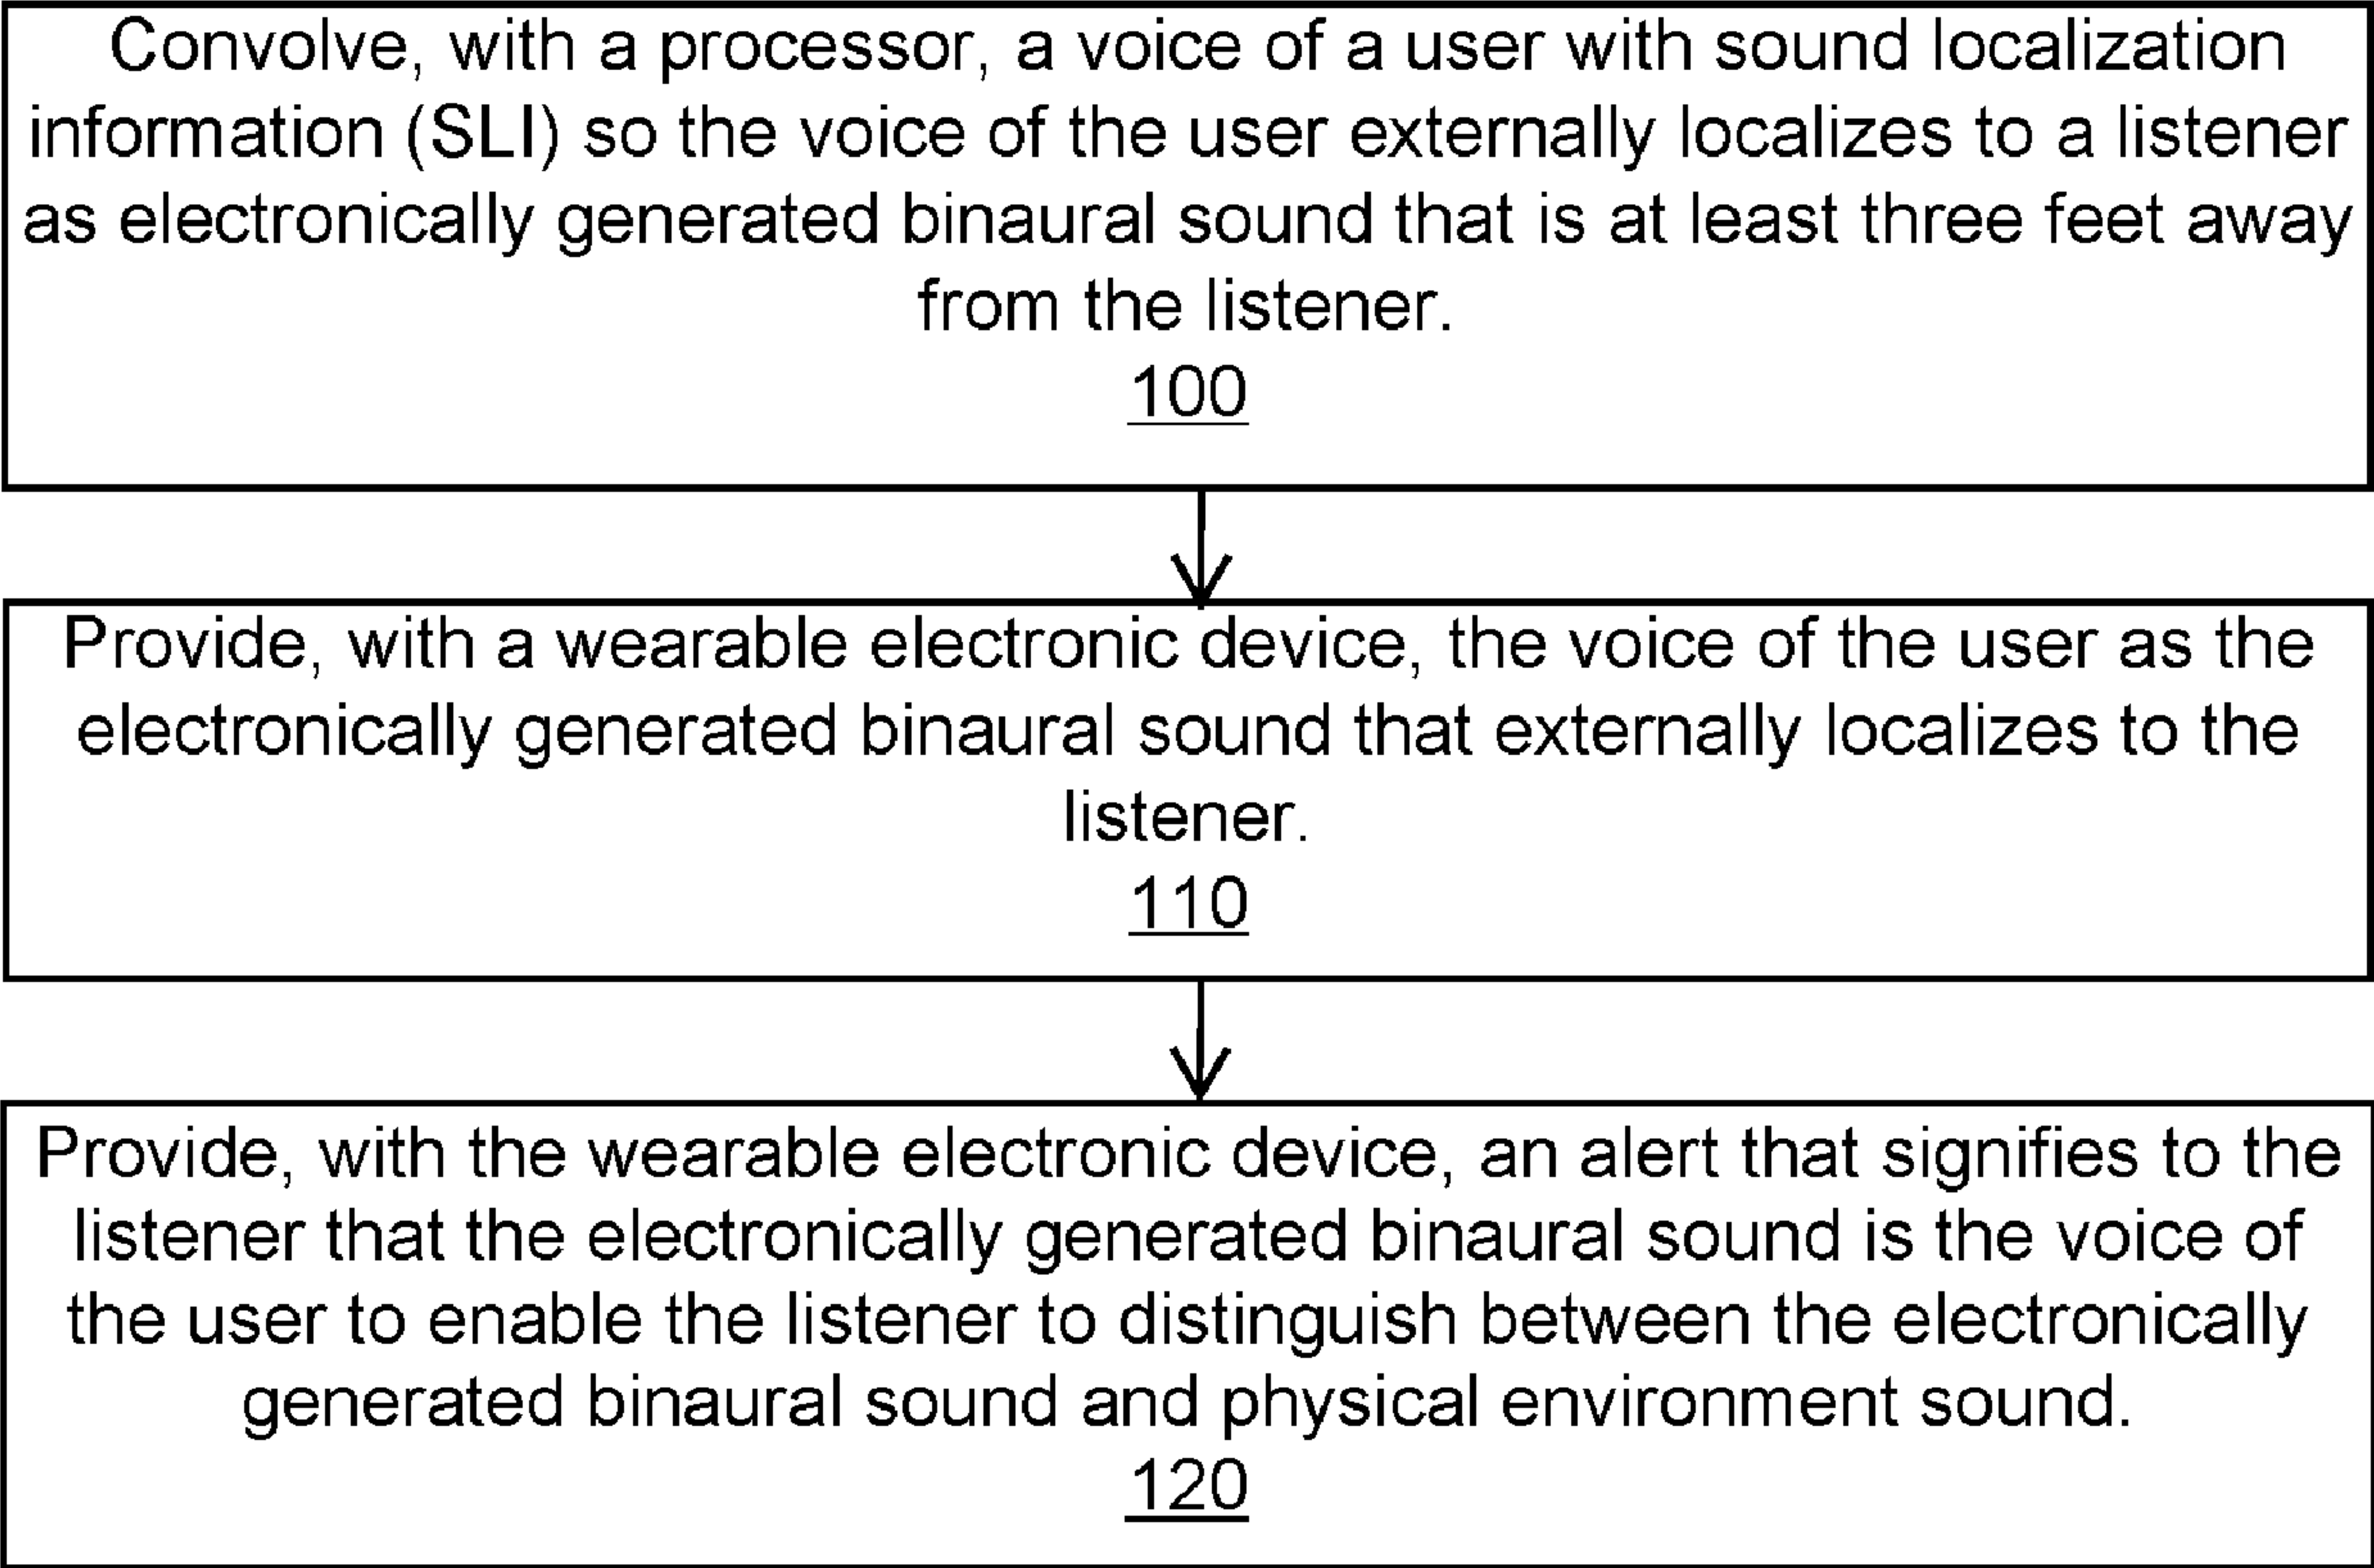 Convolve, with a processor, a voice of a user with sound localization
information (SLI) so the voice of the user externally localizes to a listener
as electronically generated binaural sound that is at least three feet away
from the listener.
100
Provide, with a wearable electronic device, the voice of the user as the
electronically generated binaural sound that externally localizes to the
listener.
110
Provide, with the wearable electronic device, an alert that signifies to the
listener that the electronically generated binaural sound is the voice of
the user to enable the listener to distinguish between the electronically
generated binaural sound and physical environment sound.
120